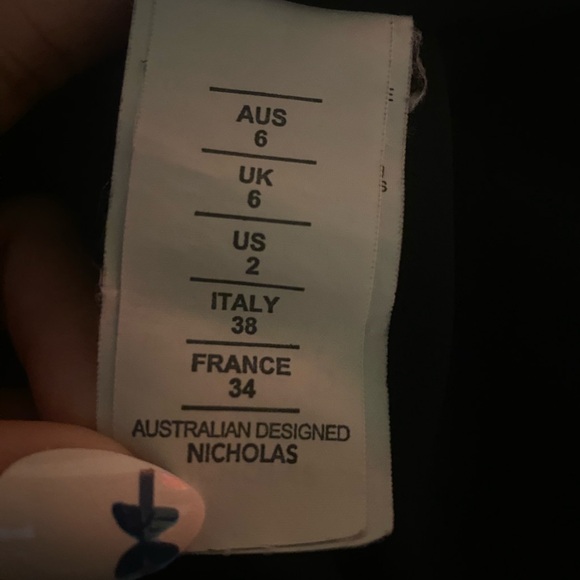 AUS
6
UK
6
US
2
ITALY
38
FRANCE
34
AUSTRALIAN DESIGNED
NICHOLAS